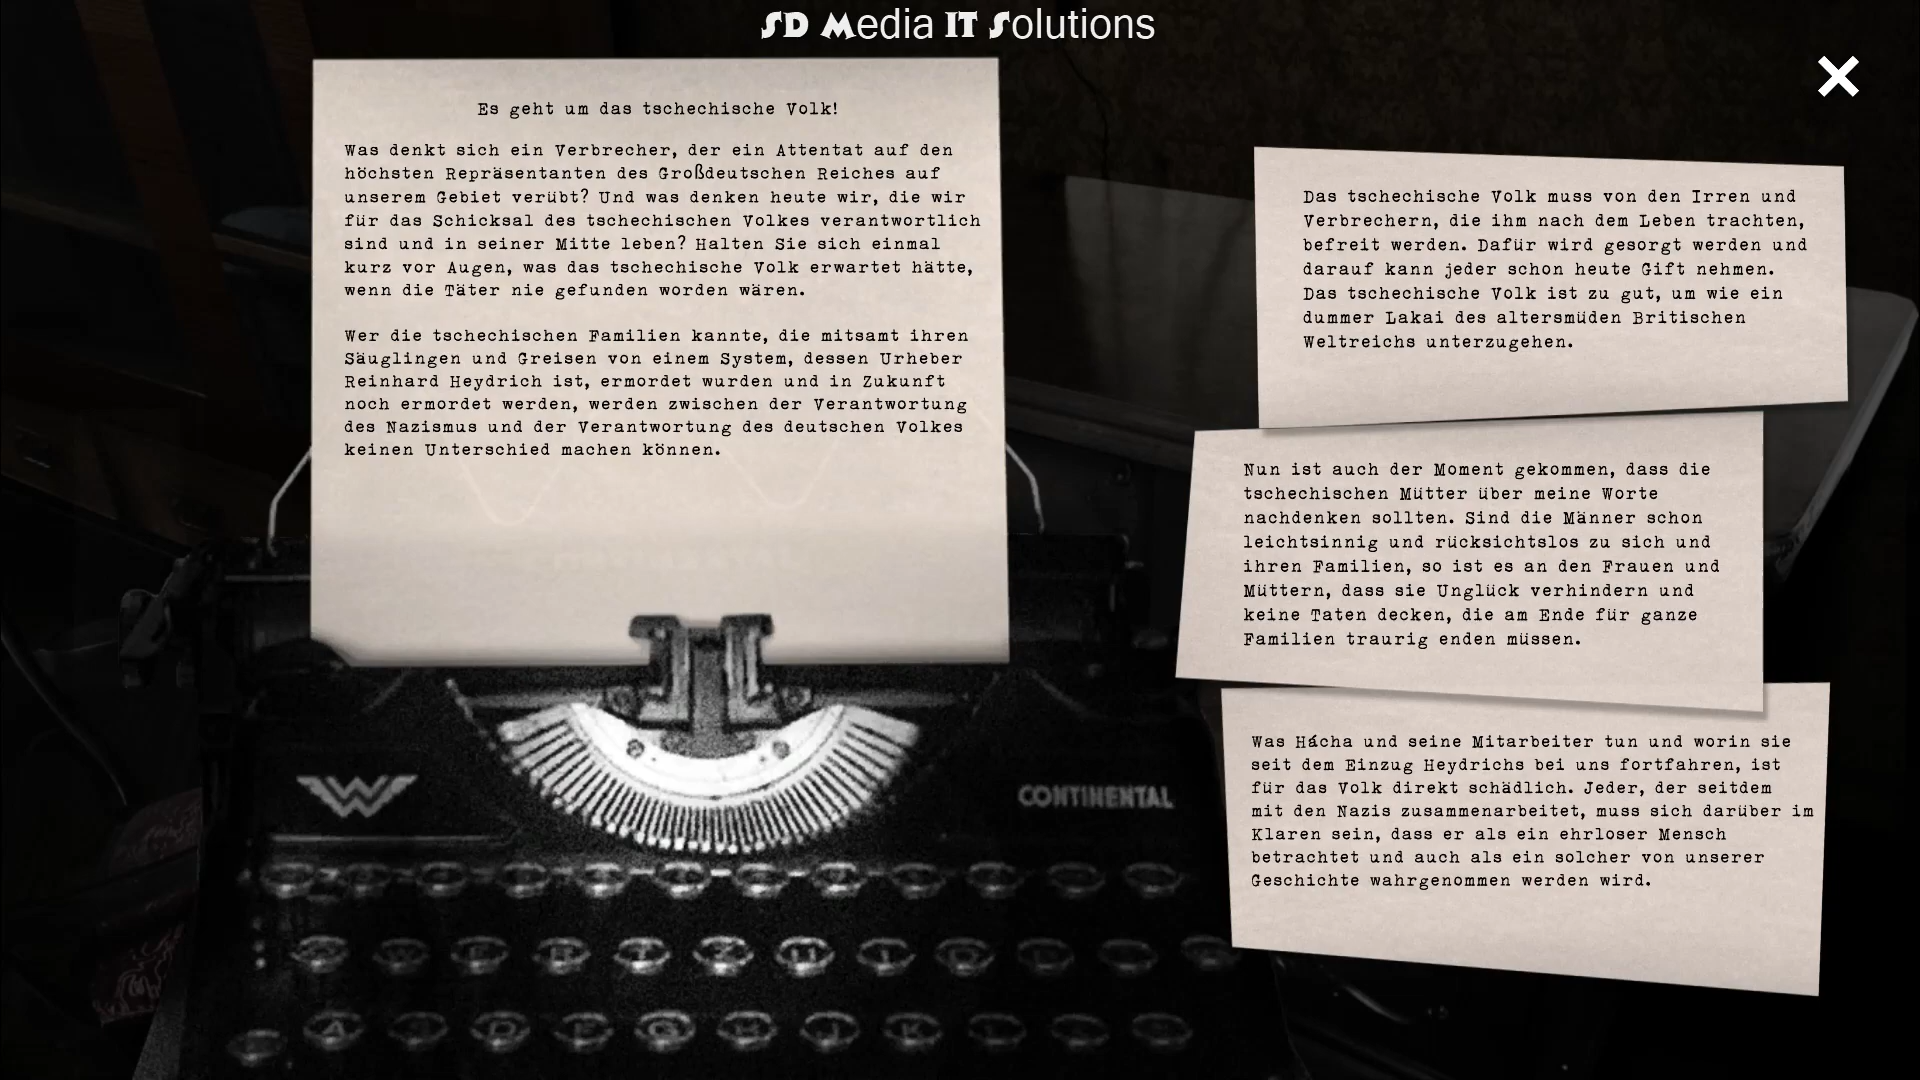 SD Media IT Solutions
Es geht um das tschechische Volk!
Was denkt sich ein Verbrecher, der ein Attentat auf den
höchsten Repräsentanten des Großdeutschen Reiches auf
unserem Gebiet verübt? Und was denken heute wir, die wir
für das Schicksal des tschechischen Volkes verantwortlich
sind und in seiner Mitte leben? Halten Sie sich einmal
kurz vor Augen, was das tschechische Volk erwartet hätte,
wenn die Täter nie gefunden worden wären.
Wer die tschechischen Familien kannte, die mitsamt ihren
Säuglingen und Greisen von einem System, dessen Urheber
Reinhard Heydrich ist, ermordet wurden und in Zukunft
noch ermordet werden, werden zwischen der Verantwortung
des Nazismus und der Verantwortung des deutschen Volkes
keinen Unterschied machen können.
Das tschechische Volk muss von den Irren und
Verbrechern, die ihm nach dem Leben trachten,
befreit werden. Dafür wird gesorgt werden und
darauf kann jeder schon heute Gift nehmen.
Das tschechische Volk ist zu gut, um wie ein
dummer Lakai des altersmüden Britischen
Weltreichs unterzugehen.
Nun ist auch der Moment gekommen, dass die
tschechischen Mütter über meine Worte
nachdenken sollten. Sind die Männer schon
leichtsinnig und rücksichtslos zu sich und
ihren Familien, so ist es an den Frauen und
Müttern, dass sie Unglück verhindern und
keine Taten decken, die am Ende für ganze
Familien traurig enden müssen.
Was Hácha und seine Mitarbeiter tun und worin sie
seit dem Einzug Heydrichs bei uns fortfahren, ist
für das Volk direkt schädlich. Jeder, der seitdem
mit den Nazis zusammenarbeitet, muss sich darüber im
Klaren sein, dass er als ein ehrloser Mensch
betrachtet und auch als ein solcher von unserer
Geschichte wahrgenommen werden wird.
W
CONTINENTAL
E R T Z U I O
A D F G H J K L